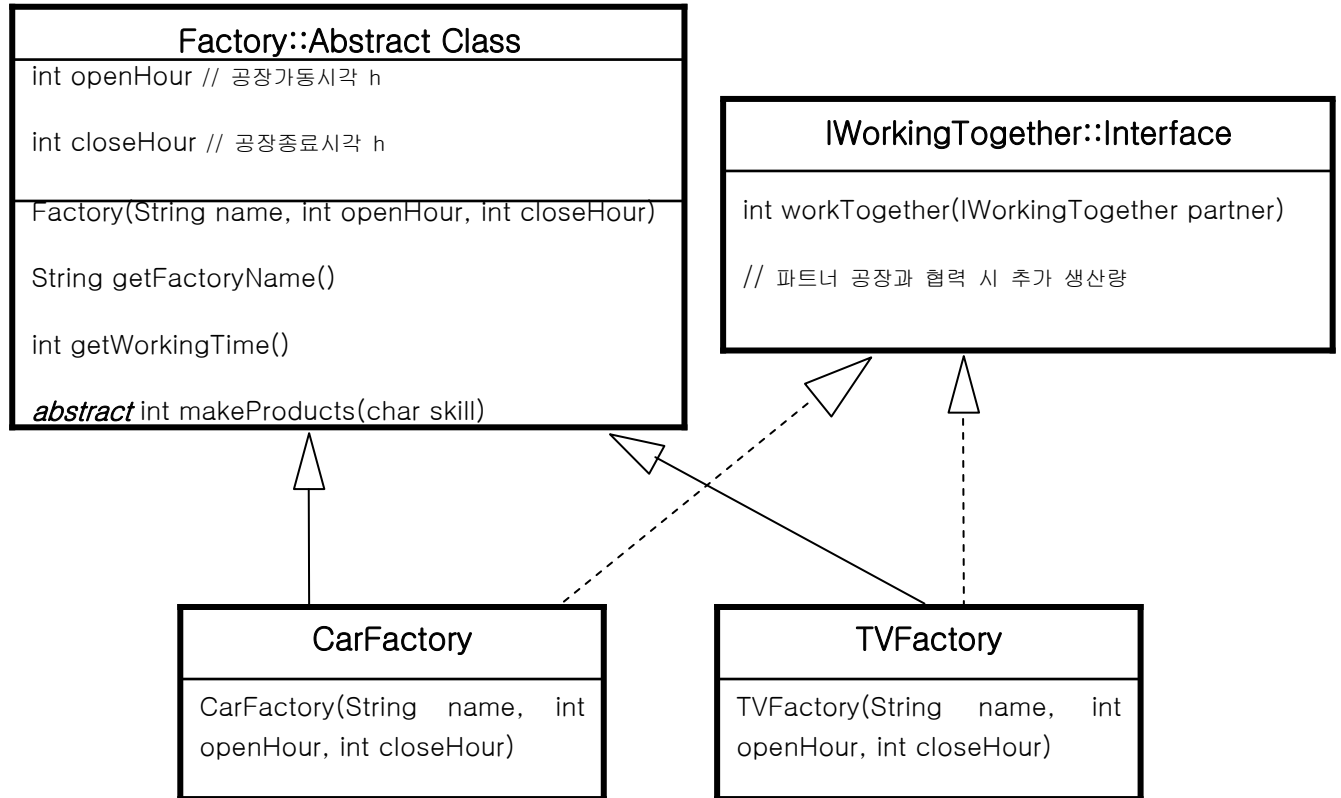 Factory::Abstract Class
int openHour // 공장가동시각 h
int closeHour // 공장종료시각 h
Factory(String name, int openHour, int closeHour)
String getFactoryName()
int getWorkingTime()
abstract int makeProducts(char skill)
IWorkingTogether::Interface
int workTogether(IWorkingTogether partner)
// 파트너 공장과 협력 시 추가 생산량
CarFactory
CarFactory(String name, int
openHour, int closeHour)
TVFactory
TVFactory(String name, int
openHour, int closeHour)